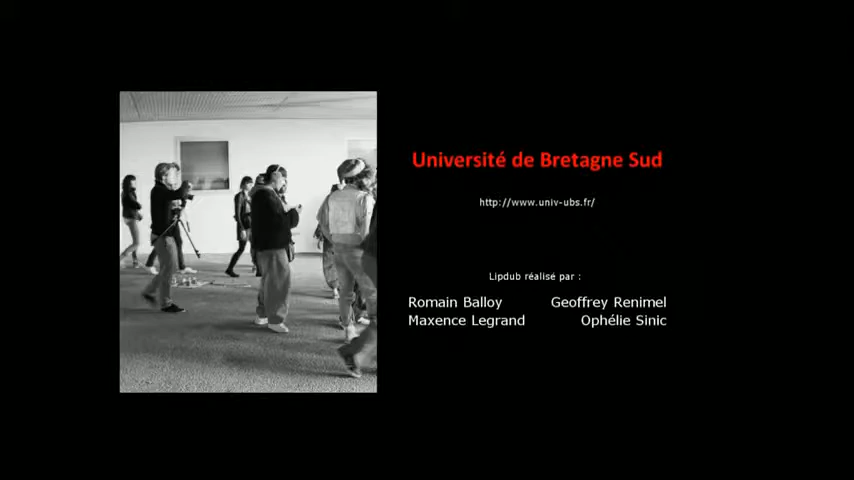 Université de Bretagne Sud
http://www.univ-ubs.fr/
Lipdub réalisé par :
Romain Balloy Geoffrey Renimel
Maxence Legrand Ophélie Sinic